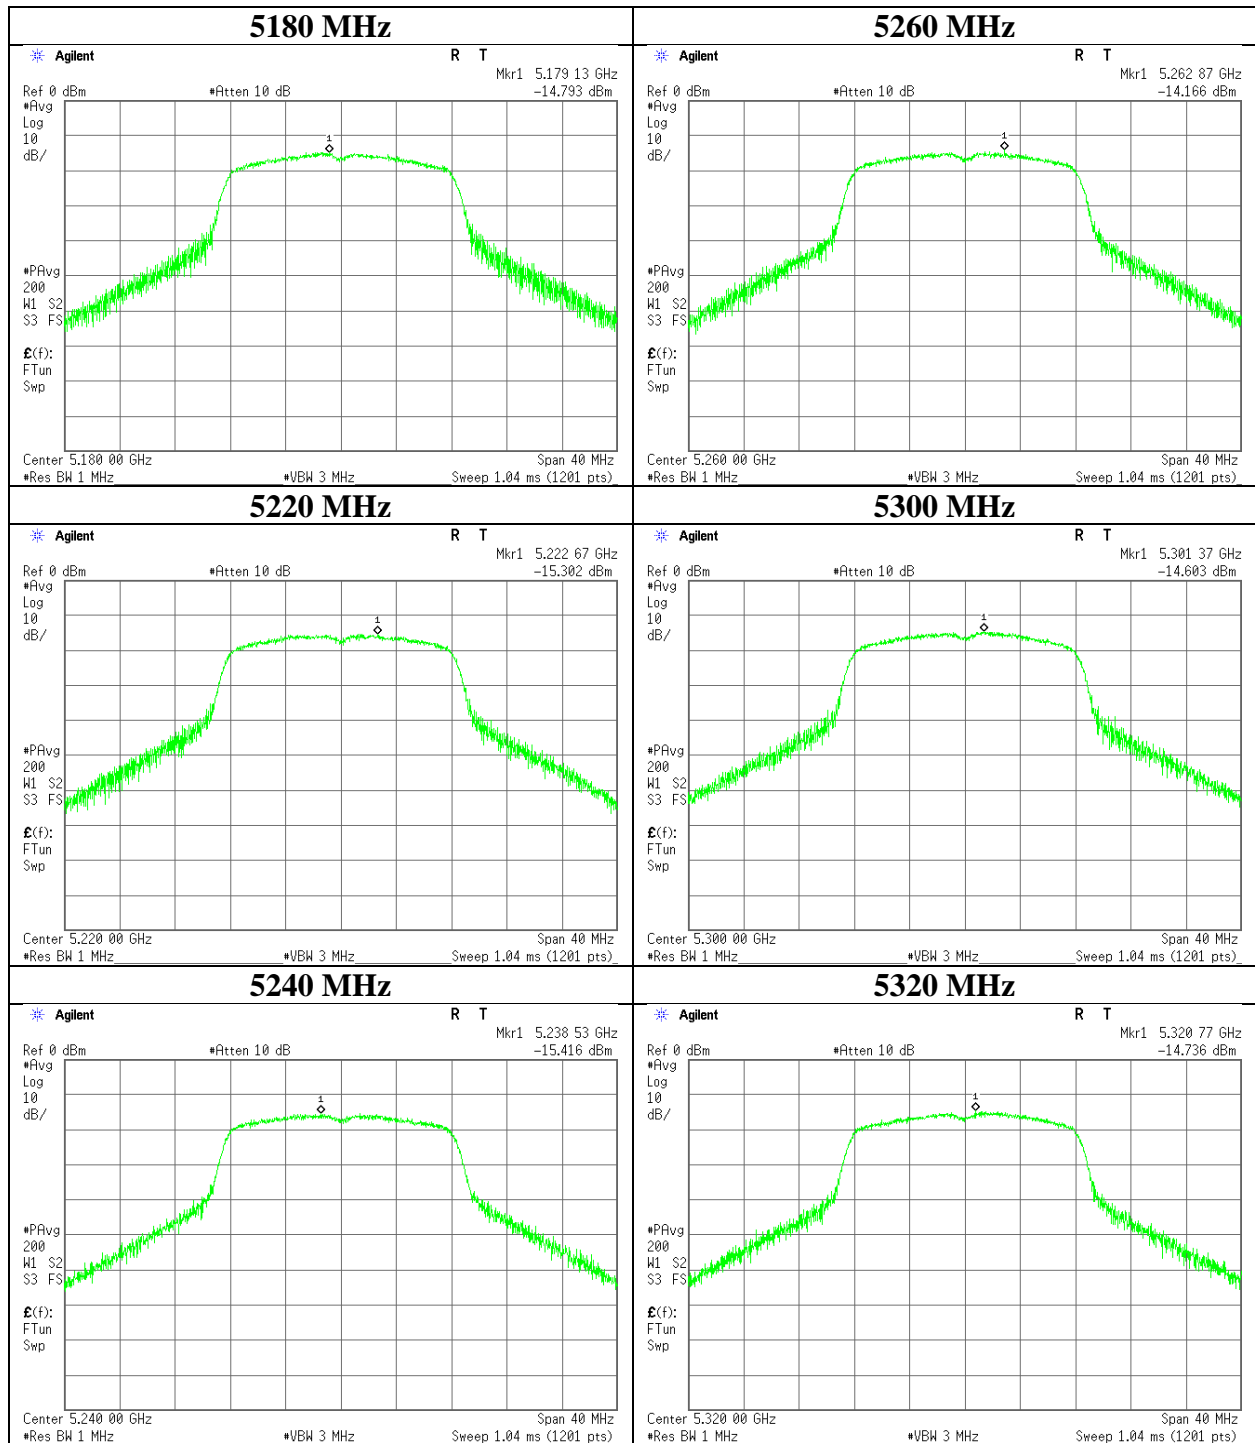 5180 MHz
Agilent R T
Mkr1 5.179 13 GHz
Ref 0 dBm #Atten 10 dB -14.793 dBm
#Avg
Log
10
dB/
1
#PAvg
200
W1 S2
S3 FS
£(f):
FTun
Swp
Center 5.180 00 GHz Span 40 MHz
#Res BW 1 MHz #VBW 3 MHz Sweep 1.04 ms (1201 pts)
5260 MHz
Agilent R T
Mkr1 5.262 87 GHz
Ref 0 dBm #Atten 10 dB -14.166 dBm
#Avg
Log
10
dB/
1
#PAvg
200
W1 S2
S3 FS
£(f):
FTun
Swp
Center 5.260 00 GHz Span 40 MHz
#Res BW 1 MHz #VBW 3 MHz Sweep 1.04 ms (1201 pts)
5220 MHz
Agilent R T
Mkr1 5.222 67 GHz
Ref 0 dBm #Atten 10 dB -15.302 dBm
#Avg
Log
10
dB/
1
#PAvg
200
W1 S2
S3 FS
£(f):
FTun
Swp
Center 5.220 00 GHz Span 40 MHz
#Res BW 1 MHz #VBW 3 MHz Sweep 1.04 ms (1201 pts)
5300 MHz
Agilent R T
Mkr1 5.301 37 GHz
Ref 0 dBm #Atten 10 dB -14.603 dBm
#Avg
Log
10
dB/
1
#PAvg
200
W1 S2
S3 FS
£(f):
FTun
Swp
Center 5.300 00 GHz Span 40 MHz
#Res BW 1 MHz #VBW 3 MHz Sweep 1.04 ms (1201 pts)
5240 MHz
Agilent R T
Mkr1 5.238 53 GHz
Ref 0 dBm #Atten 10 dB -15.416 dBm
#Avg
Log
10
dB/
1
#PAvg
200
W1 S2
S3 FS
£(f):
FTun
Swp
Center 5.240 00 GHz Span 40 MHz
#Res BW 1 MHz #VBW 3 MHz Sweep 1.04 ms (1201 pts)
5320 MHz
Agilent R T
Mkr1 5.320 77 GHz
Ref 0 dBm #Atten 10 dB -14.736 dBm
#Avg
Log
10
dB/
1
#PAvg
200
W1 S2
S3 FS
£(f):
FTun
Swp
Center 5.320 00 GHz Span 40 MHz
#Res BW 1 MHz #VBW 3 MHz Sweep 1.04 ms (1201 pts)